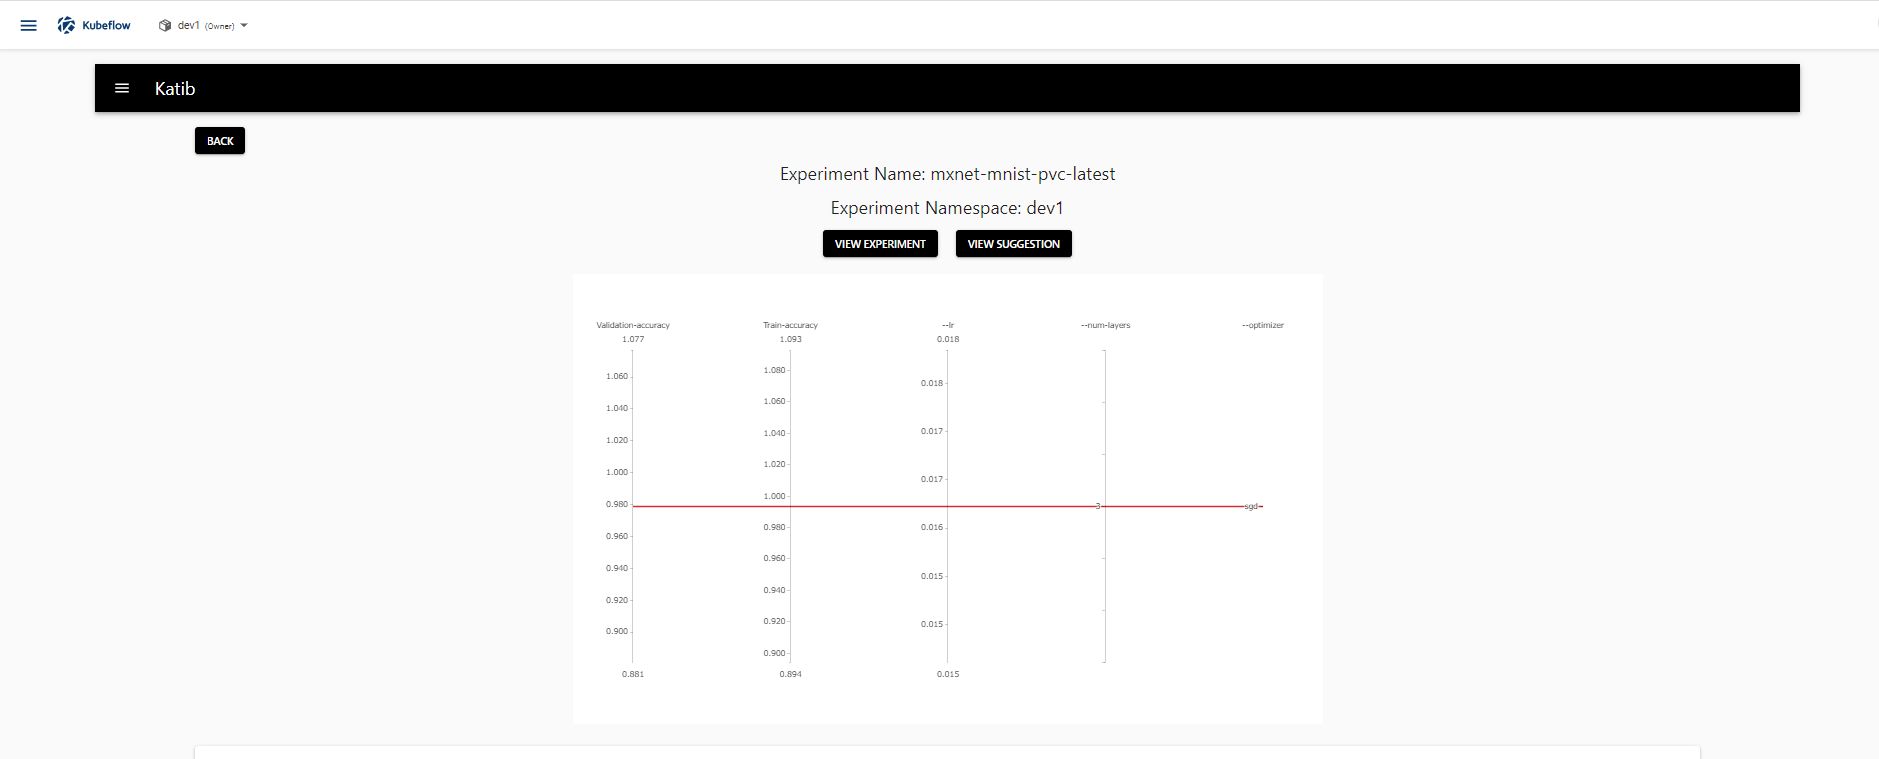 Kubeflow dev1 (Owner)
Katib
BACK
Experiment Name: mxnet-mnist-pvc-latest
Experiment Namespace: dev1
VIEW EXPERIMENT VIEW SUGGESTION
Validation-accuracy Train-accuracy --lr --num-layers --optimizer
1.077 1.093 0.018
1.080
1.060
0.018
1.060
1.040
1.040 0.017
1.020
1.020
1.000
0.017
1.000
0.980
3 sgd
0.980 0.016
0.960
0.960
0.940
0.015
0.940
0.920
0.920 0.015
0.900
0.900
0.881 0.894 0.015